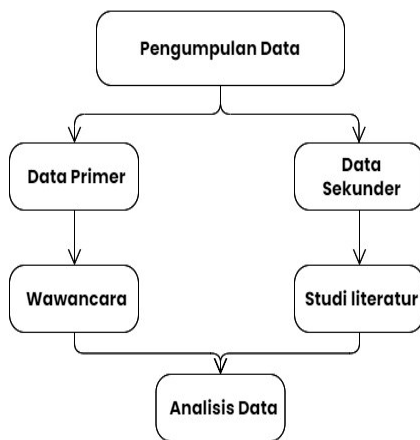 Pengumpulan Data
Data Primer
Data
Sekunder
Wawancara
Studi literatur
Analisis Data